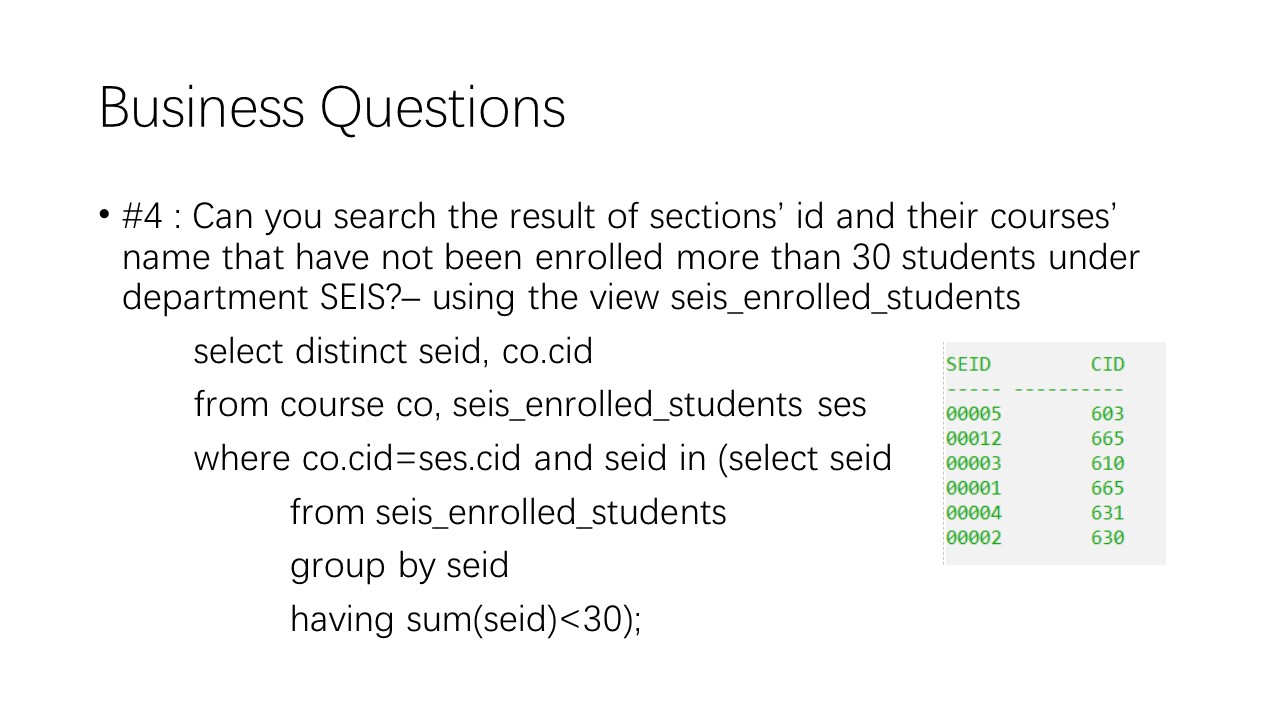 Business Questions
• #4 : Can you search the result of sections’ id and their courses’
name that have not been enrolled more than 30 students under
department SEIS?– using the view seis_enrolled_students
select distinct seid, co.cid
from course co, seis_enrolled_students ses
where co.cid=ses.cid and seid in (select seid
from seis_enrolled_students
group by seid
having sum(seid)<30);
SEID CID
----- ----------
00005 603
00012 665
00003 610
00001 665
00004 631
00002 630